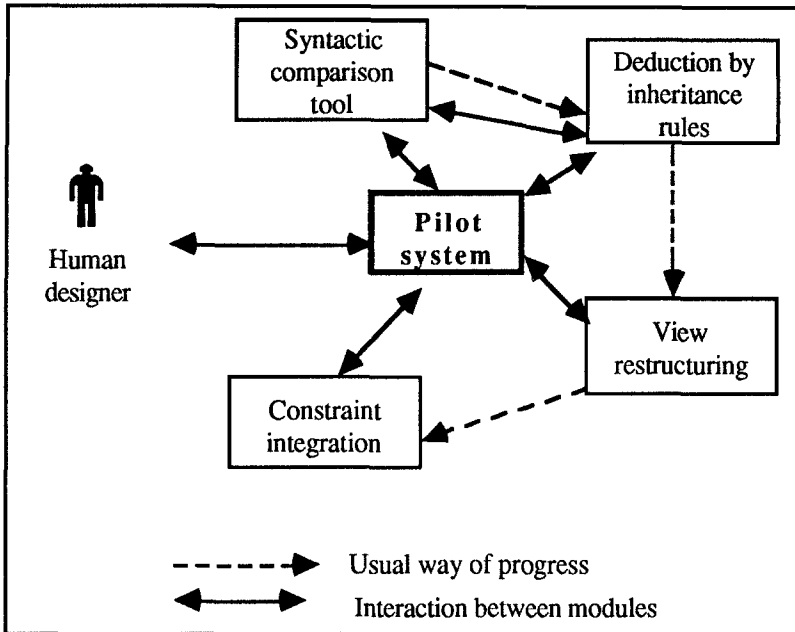 Syntactic
comparison
tool
Deduction by
inheritance
rules
Pilot
system
Human
designer
View
restructuring
Constraint
integration
Usual way of progress
Interaction between modules